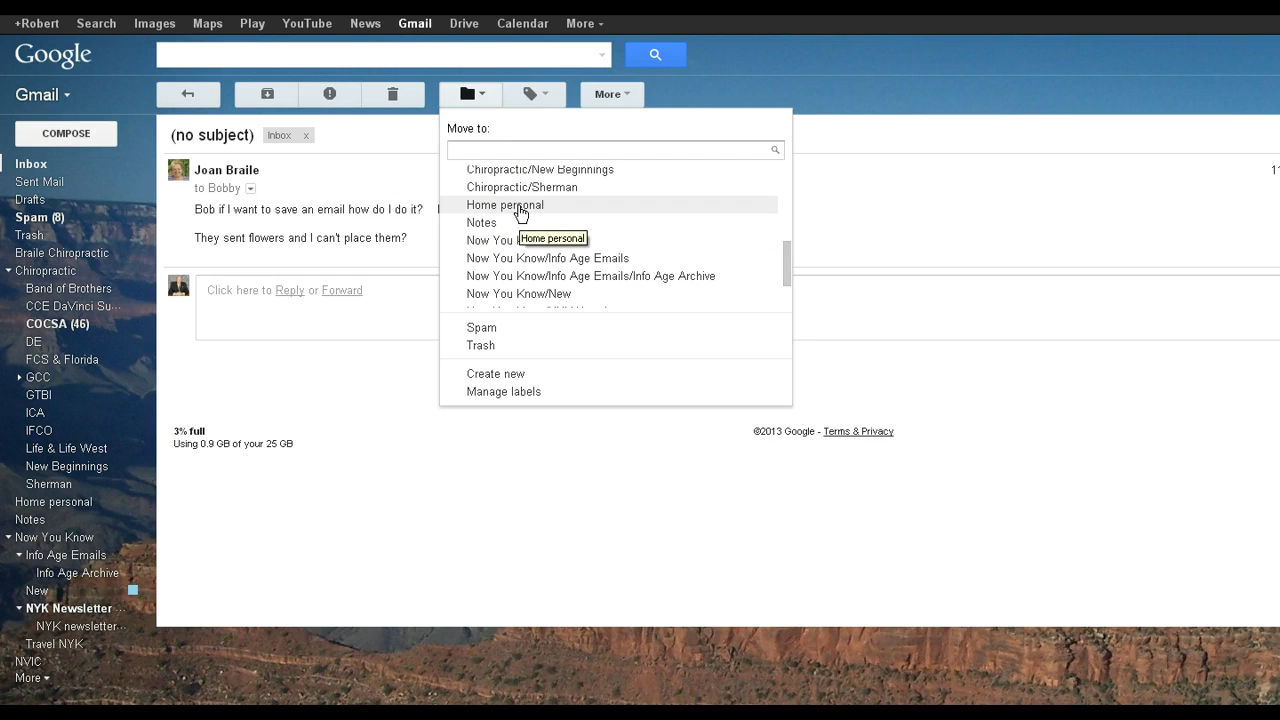 +Robert Search Images Maps Play YouTube News Gmail Drive Calendar More
Google
Gmail
More
COMPOSE
Inbox
Sent Mail
Drafts
Spam (8)
Trash
Braile Chiropractic
Chiropractic
Band of Brothers
CCE DaVinci Su...
COCSA (46)
DE
FCS & Florida
GCC
GTBI
ICA
IFCO
Life & Life West
New Beginnings
Sherman
Home personal
Notes
Now You Know
Info Age Emails
Info Age Archive
New
NYK Newsletter...
NYK newsletter...
Travel NYK
NVIC
More
(no subject) Inbox x
Joan Braile
to Bobby
11
Bob if I want to save an email how do I do it?
They sent flowers and I can't place them?
Click here to Reply or Forward
Move to:
Chiropractic/New Beginnings
Chiropractic/Sherman
Home personal
Notes
Now You
Home personal
Now You Know/Info Age Emails
Now You Know/Info Age Emails/Info Age Archive
Now You Know/New
Spam
Trash
Create new
Manage labels
3% full
Using 0.9 GB of your 25 GB
©2013 Google - Terms & Privacy